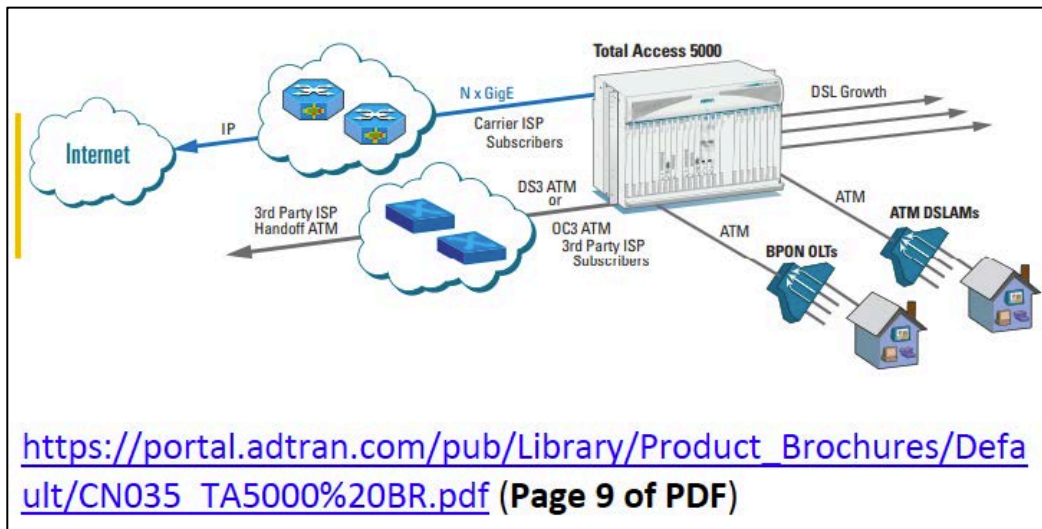 Total Access 5000
N x GigE
DSL Growth
IP
Carrier ISP
Subscribers
Internet
DS3 ATM
or
OC3 ATM
3rd Party ISP
Subscribers
3rd Party ISP
Handoff ATM
ATM
ATM
ATM DSLAMs
BPON OLTs
https://portal.adtran.com/pub/Library/Product_Brochures/Defa
ult/CN035_TA5000%20BR.pdf (Page 9 of PDF)